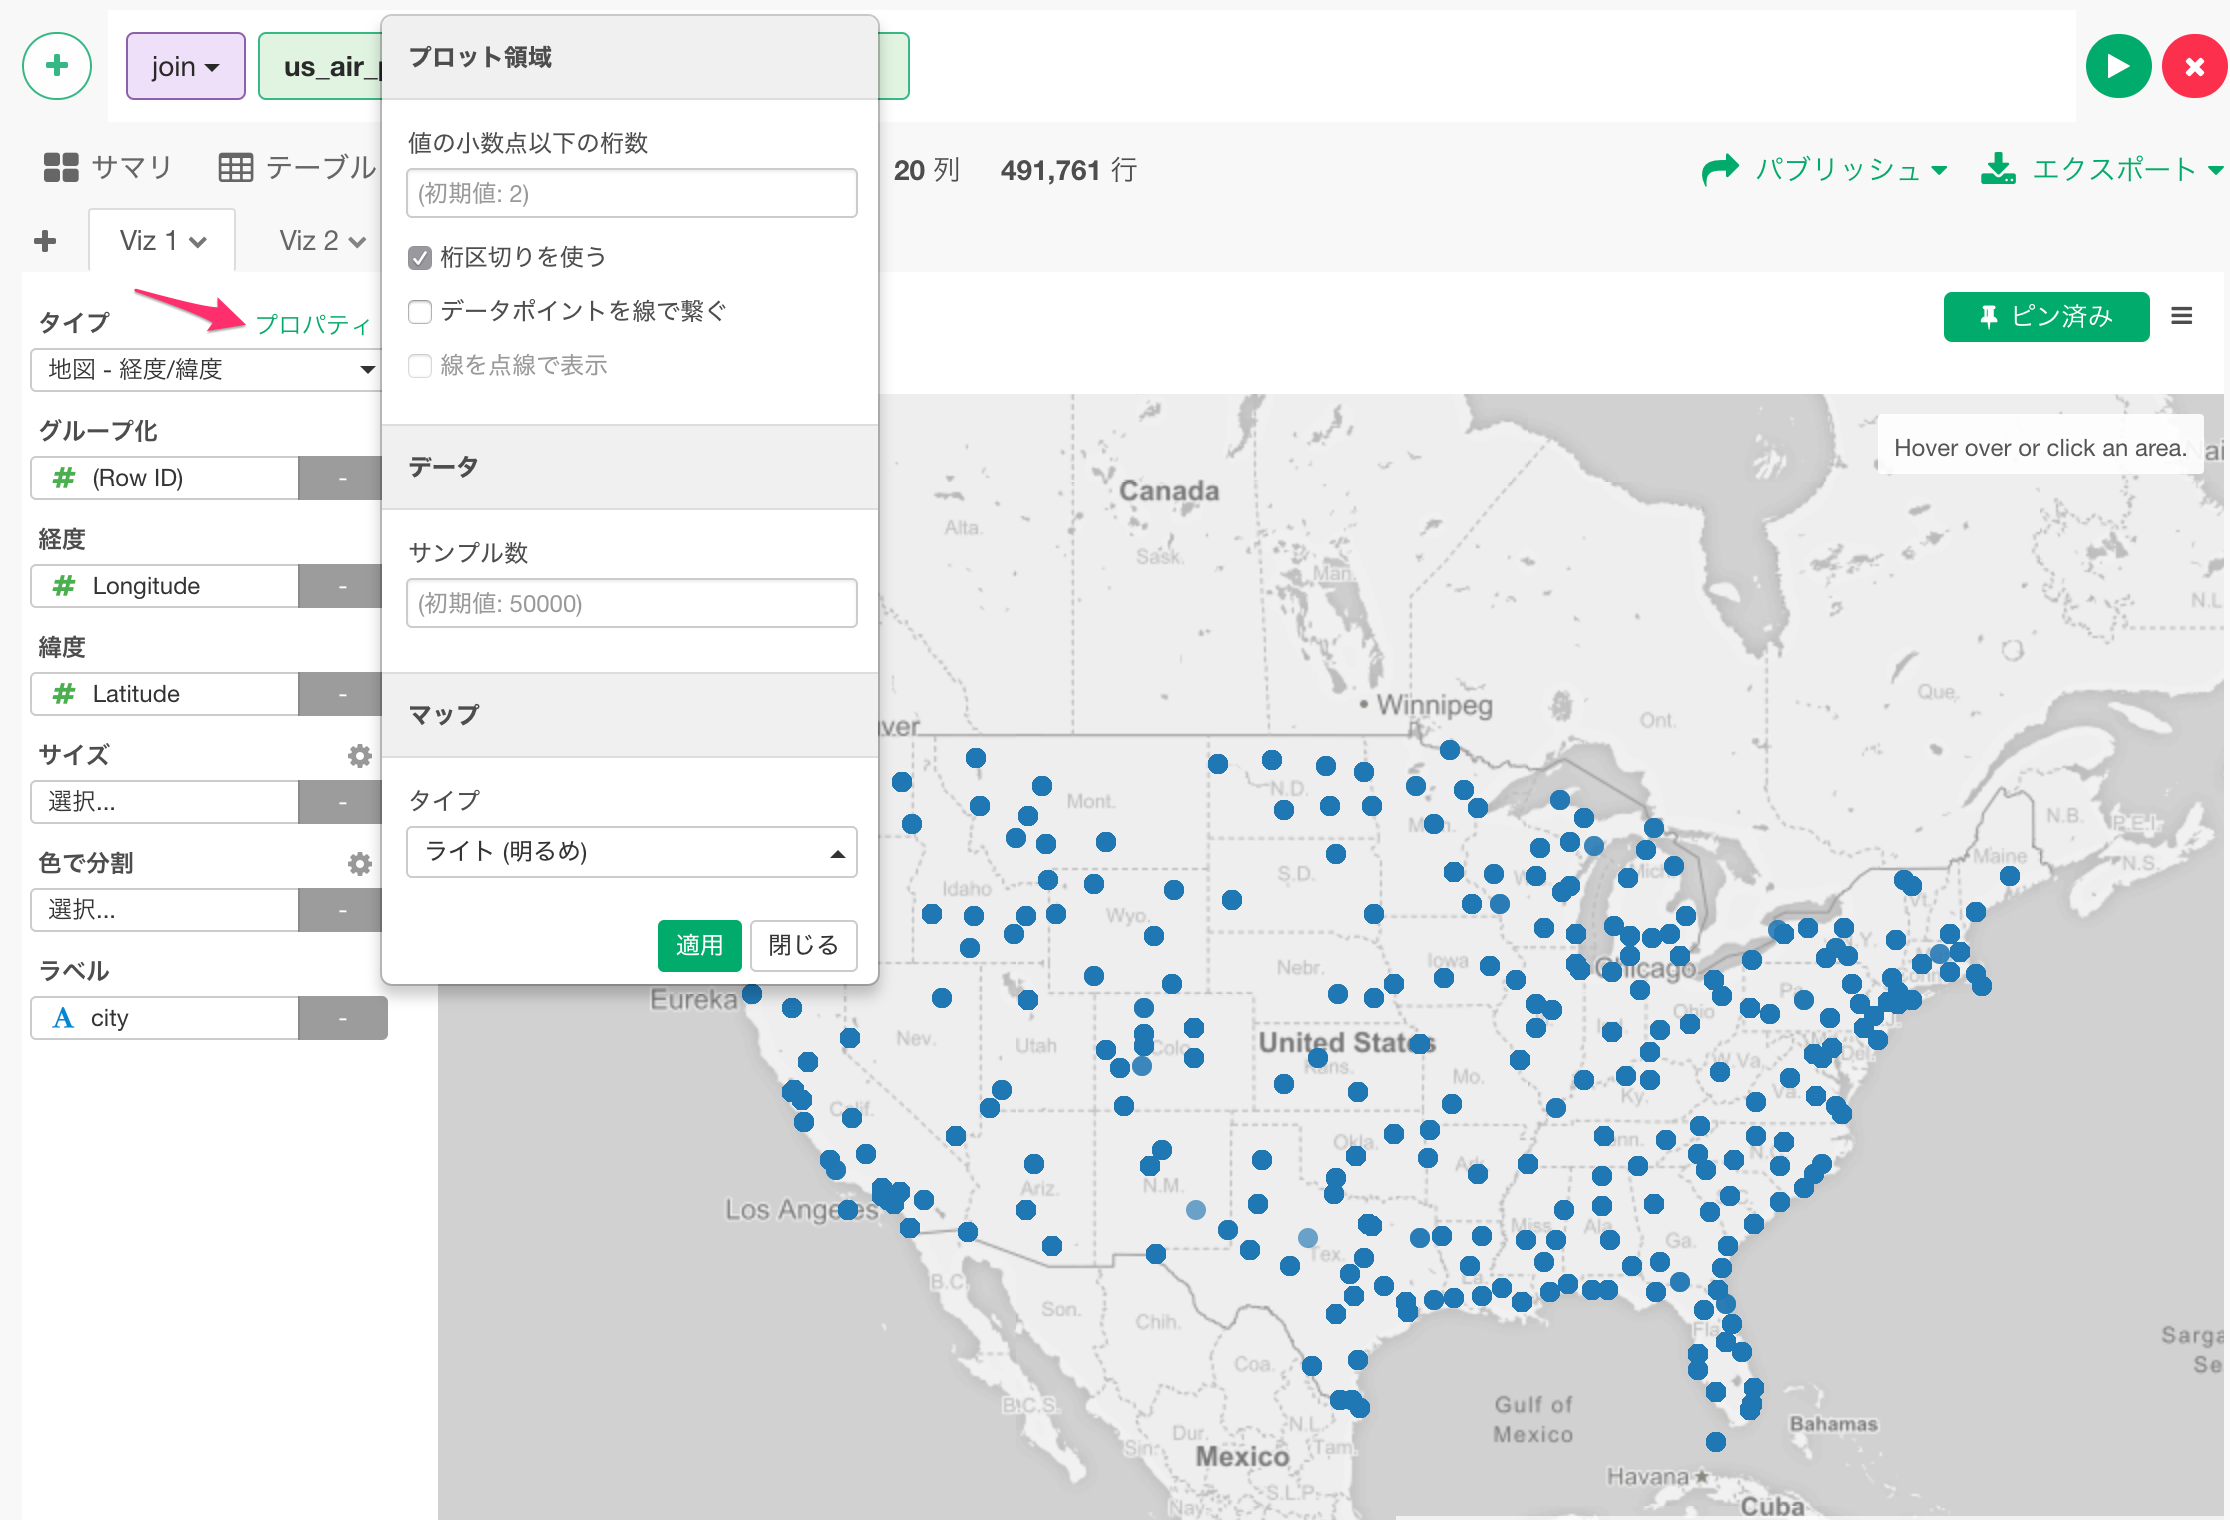 join
us_air_
プロット領域
値の小数点以下の桁数
(初期値: 2)
桁区切りを使う
データポイントを線で繋ぐ
線を点線で表示
データ
サンプル数
(初期値: 50000)
マップ
タイプ
ライト (明るめ)
適用
閉じる
サマリ
テーブル
20 列
491,761 行
パブリッシュ
エクスポート
Viz 1
Viz 2
タイプ
プロパティ
地図 - 経度/緯度
グループ化
(Row ID)
-
経度
Longitude
-
緯度
Latitude
-
サイズ
選択...
-
色で分割
選択...
-
ラベル
A city
-
ピン済み
Hover over or click an area.
Canada
Alta.
Sask.
Man.
N.L.
Que.
Ont.
Winnipeg
ver
N.B.
P.E.I.
N.S.
Maine
Mont.
N.D.
S.D.
Idaho
Wyo.
Vt.
Iowa
Nebr.
Chicago
Ohio
Pa.
Eureka
Nev.
Utah
Colo.
United States
Kans.
Mo.
Ky.
W.Va.
Va.
Del.
Calif.
Okla.
Ark.
Ariz.
N.M.
Los Angeles
Miss.
Ala.
Ga.
Tex.
La.
Fla.
B.C.
Son.
Chih.
Coa.
B.C.S.
Dur.
N.L.
Sin.
Tam.
Mexico
Nay.
S.L.P.
Gulf of
Mexico
Bahamas
Havana
Cuba
Sarga
Se